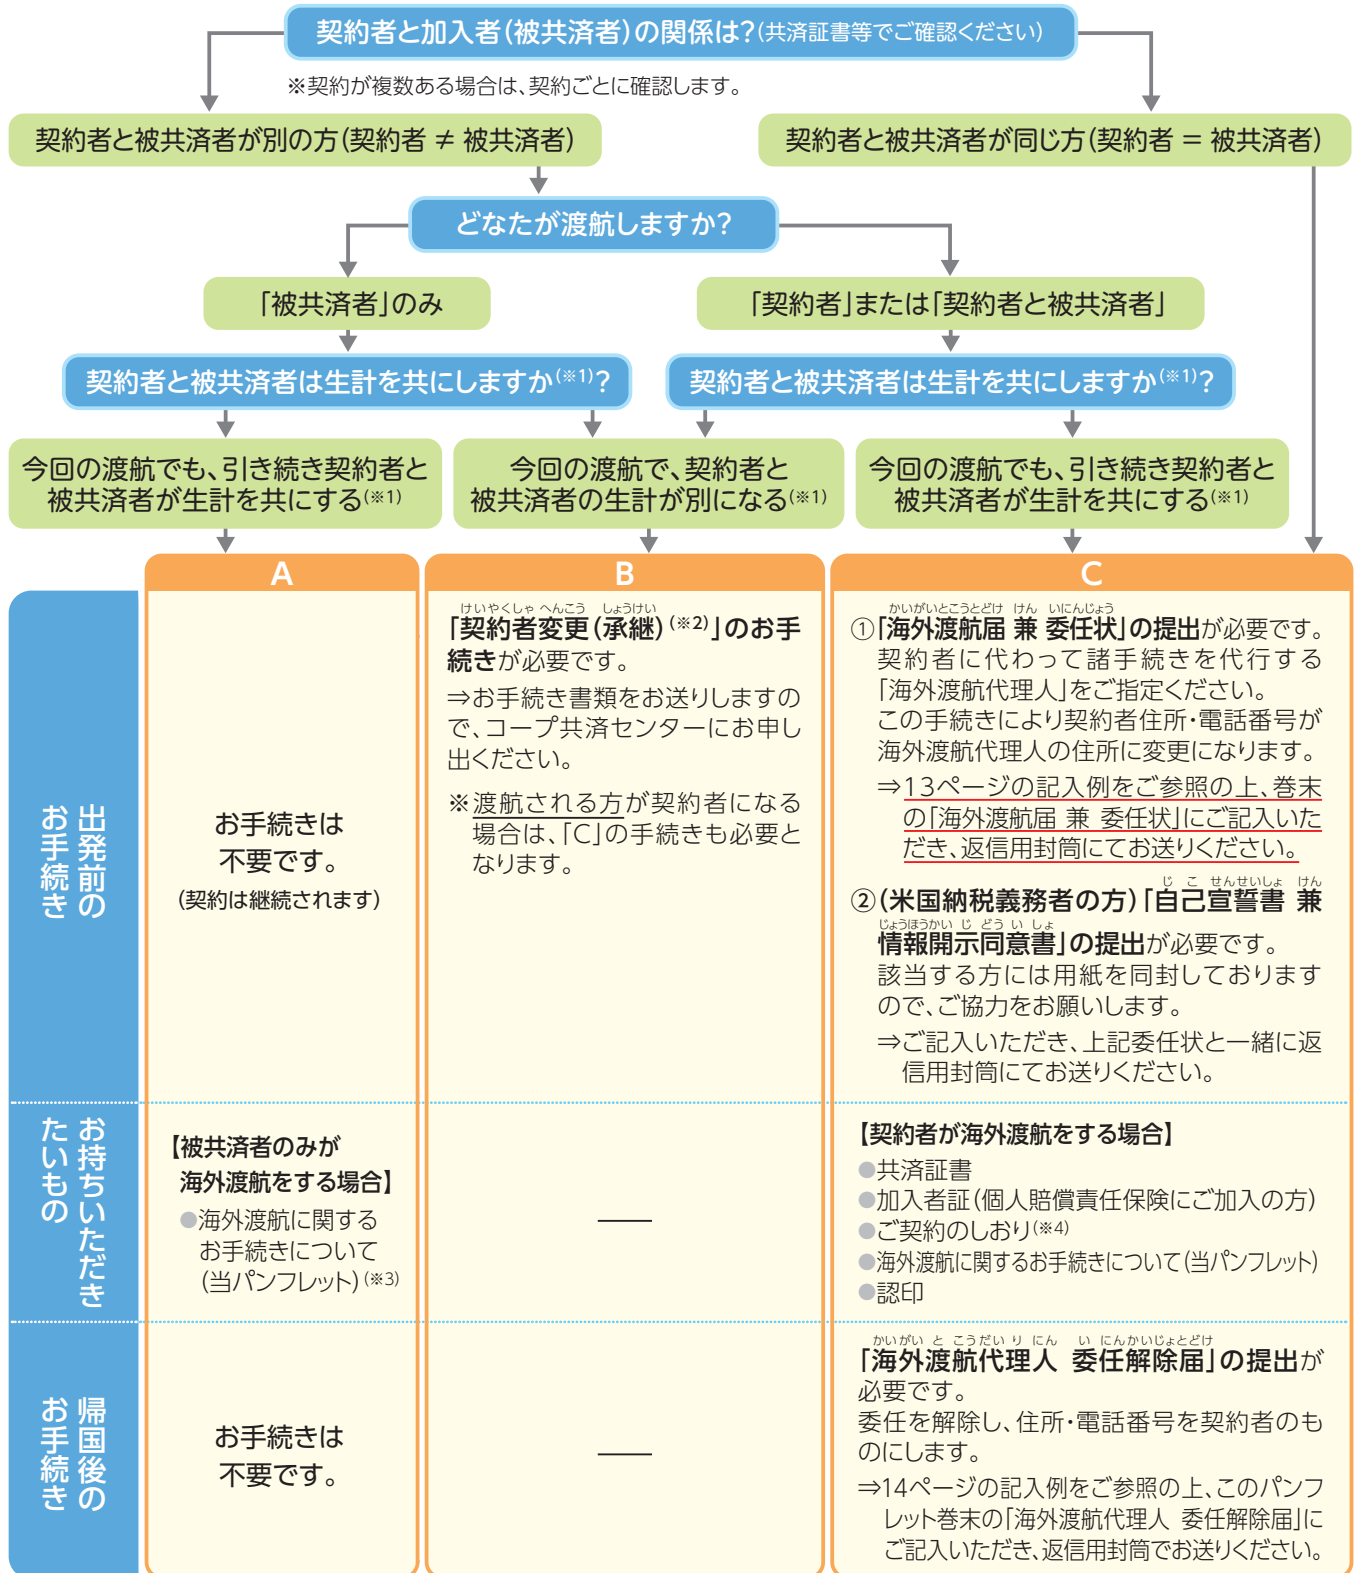 契約者と加入者(被共済者)の関係は?(共済証書等でご確認ください)
※契約が複数ある場合は、契約ごとに確認します。
契約者と被共済者が別の方(契約者 ≠ 被共済者)
契約者と被共済者が同じ方(契約者 = 被共済者)
どなたが渡航しますか?
「被共済者」のみ
「契約者」または「契約者と被共済者」
契約者と被共済者は生計を共にしますか(※1)?
契約者と被共済者は生計を共にしますか(※1)?
今回の渡航でも、引き続き契約者と
被共済者が生計を共にする(※1)
今回の渡航で、契約者と
被共済者の生計が別になる(※1)
今回の渡航でも、引き続き契約者と
被共済者が生計を共にする(※1)
A
B
C
出発前の
お手続き
お手続きは
不要です。
(契約は継続されます)
けいやくしゃ へんこう しょうけい
「契約者変更(承継)(※2)」のお手
続きが必要です。
⇒お手続き書類をお送りしますの
で、コープ共済センターにお申し
出ください。
※渡航される方が契約者になる
場合は、「C」の手続きも必要と
なります。
かいがいとこうとどけ けん いにんじょう
①「海外渡航届 兼 委任状」の提出が必要です。
契約者に代わって諸手続きを代行する
「海外渡航代理人」をご指定ください。
この手続きにより契約者住所・電話番号が
海外渡航代理人の住所に変更になります。
⇒13ページの記入例をご参照の上、巻末
の「海外渡航届 兼 委任状」にご記入いた
だき、返信用封筒にてお送りください。
じこ せんせいしょ けん
②(米国納税義務者の方)「自己宣誓書 兼
じょうほうかいじどういしょ
情報開示同意書」の提出が必要です。
該当する方には用紙を同封しております
ので、ご協力をお願いします。
⇒ご記入いただき、上記委任状と一緒に返
信用封筒にてお送りください。
お持ちいただき
たいもの
【被共済者のみが
海外渡航をする場合】
●海外渡航に関する
お手続きについて
(当パンフレット)(※3)
――
【契約者が海外渡航をする場合】
●共済証書
●加入者証(個人賠償責任保険にご加入の方)
●ご契約のしおり(※4)
●海外渡航に関するお手続きについて(当パンフレット)
●認印
帰国後の
お手続き
お手続きは
不要です。
――
かいがいとこうだいりにん いにんかいじょとどけ
「海外渡航代理人 委任解除届」の提出が
必要です。
委任を解除し、住所・電話番号を契約者のも
のにします。
⇒14ページの記入例をご参照の上、このパンフ
レット巻末の「海外渡航代理人 委任解除届」に
ご記入いただき、返信用封筒でお送りください。